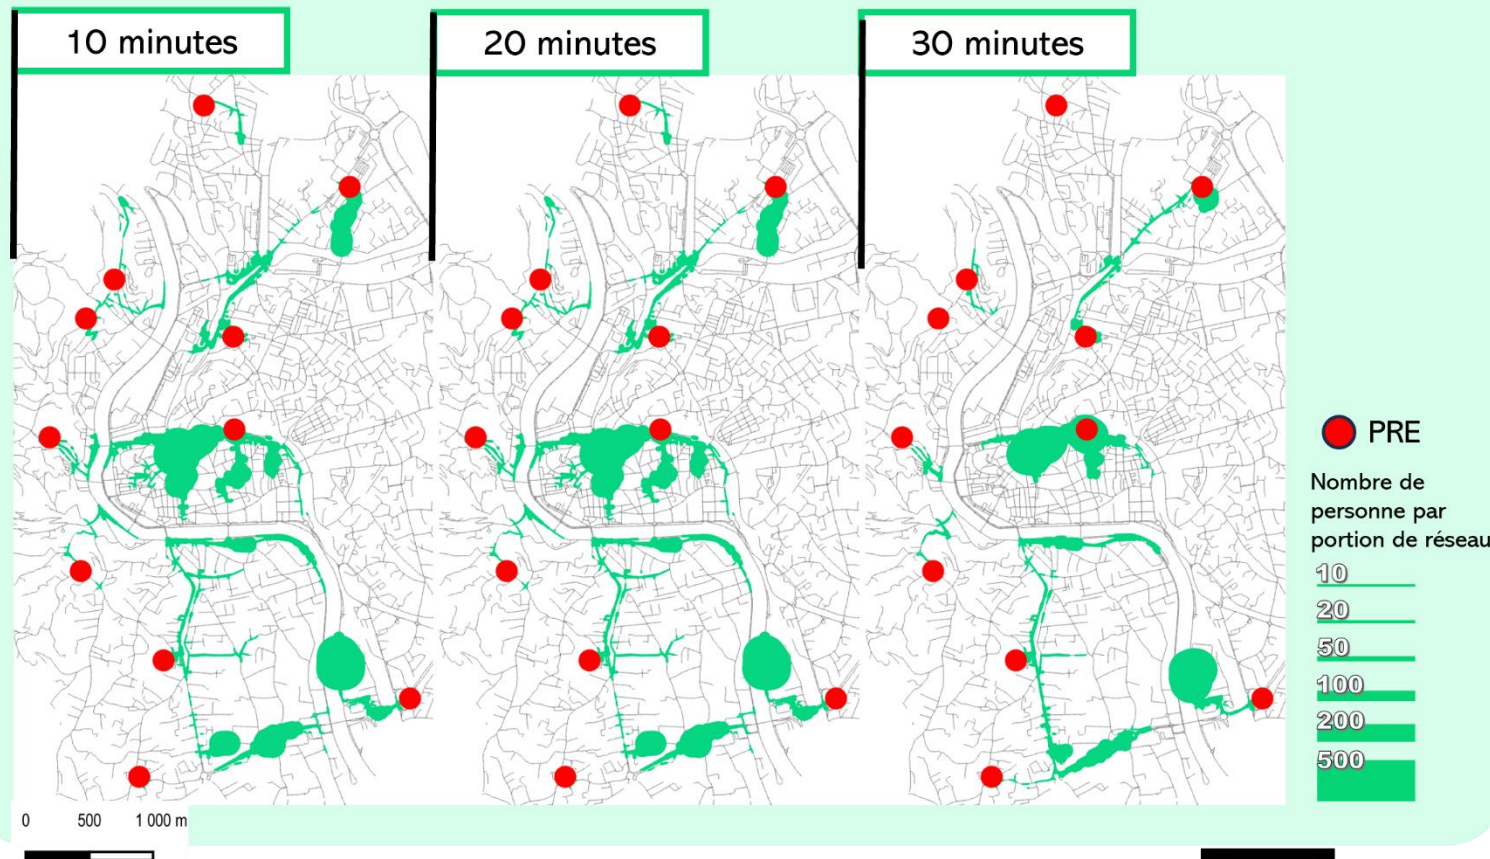 10 minutes
20 minutes
30 minutes
PRE
Nombre de
personne par
portion de réseau
10
20
50
100
200
500
0 500 1 000 m